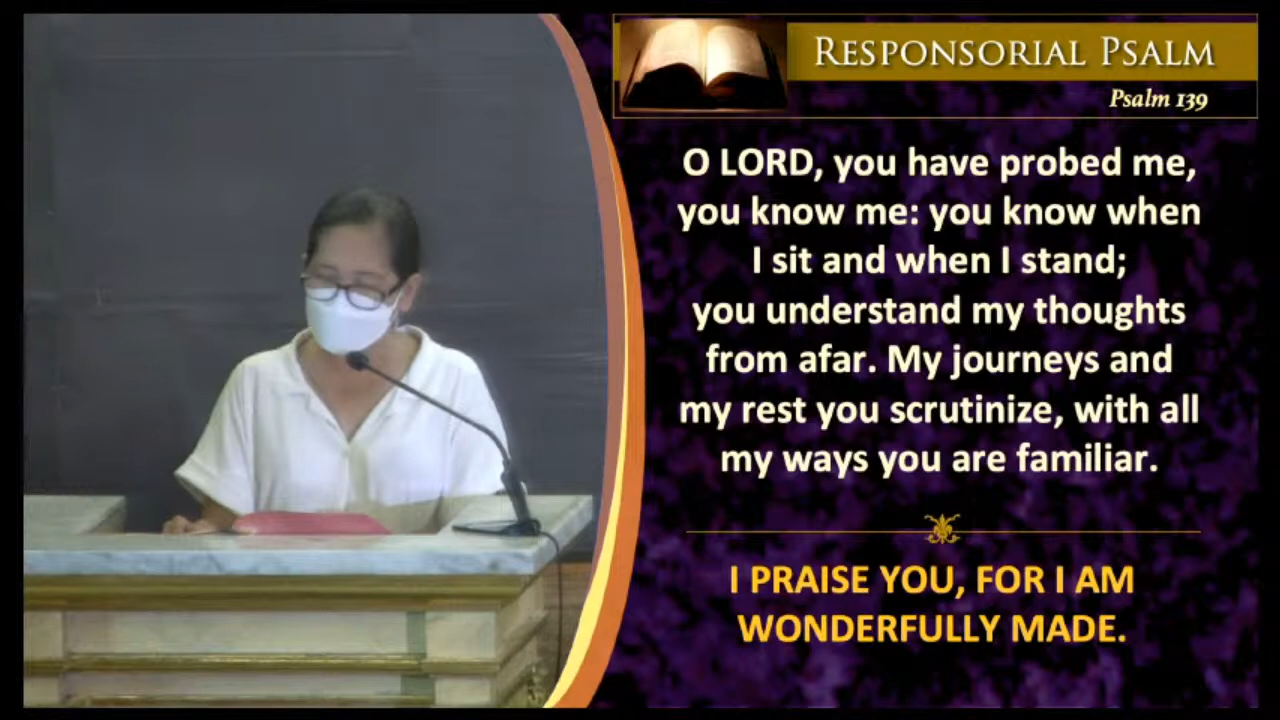 RESPONSORIAL PSALM
Psalm 139
O LORD, you have probed me,
you know me: you know when
I sit and when I stand;
you understand my thoughts
from afar. My journeys and
my rest you scrutinize, with all
my ways you are familiar.
I PRAISE YOU, FOR I AM
WONDERFULLY MADE.